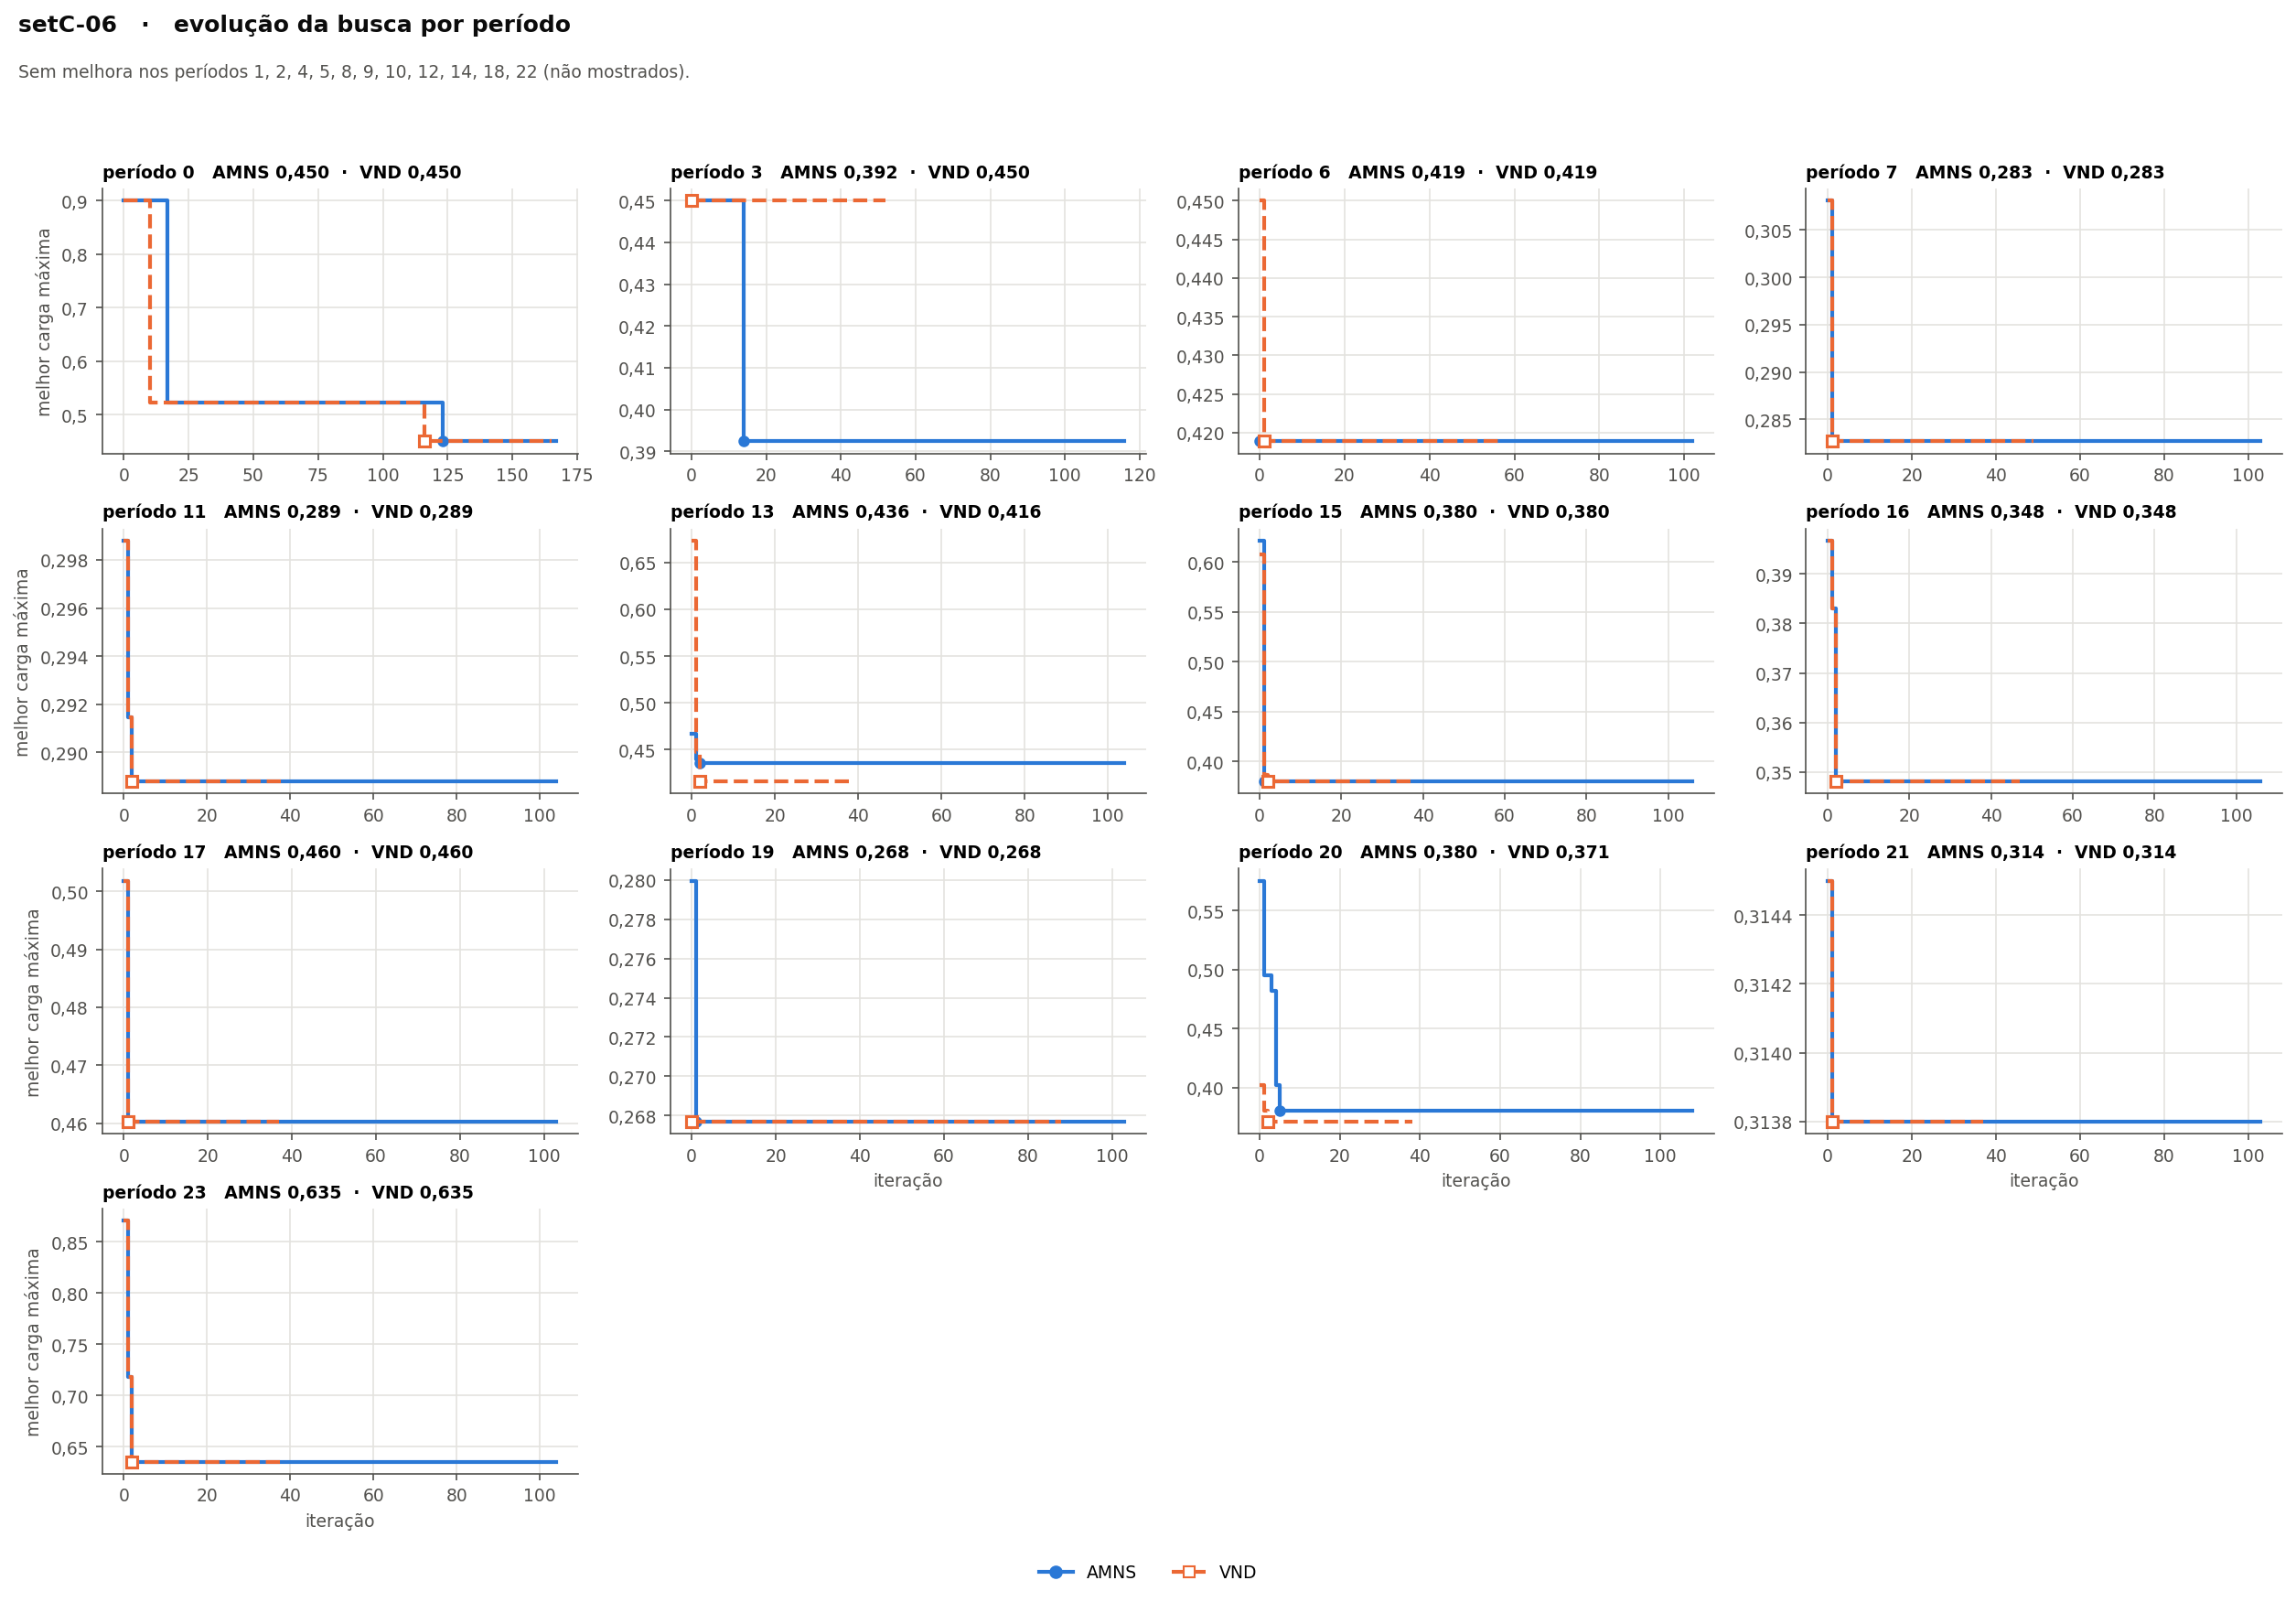 setC-06 · evolução da busca por período
Sem melhora nos períodos 1, 2, 4, 5, 8, 9, 10, 12, 14, 18, 22 (não mostrados).
período 0 AMNS 0,450 · VND 0,450
melhor carga máxima
0,9
0,8
0,7
0,6
0,5
0 25 50 75 100 125 150 175
período 3 AMNS 0,392 · VND 0,450
0,45
0,44
0,43
0,42
0,41
0,40
0,39
0 20 40 60 80 100 120
período 6 AMNS 0,419 · VND 0,419
0,450
0,445
0,440
0,435
0,430
0,425
0,420
0 20 40 60 80 100
período 7 AMNS 0,283 · VND 0,283
0,305
0,300
0,295
0,290
0,285
0 20 40 60 80 100
período 11 AMNS 0,289 · VND 0,289
melhor carga máxima
0,298
0,296
0,294
0,292
0,290
0 20 40 60 80 100
período 13 AMNS 0,436 · VND 0,416
0,65
0,60
0,55
0,50
0,45
0 20 40 60 80 100
período 15 AMNS 0,380 · VND 0,380
0,60
0,55
0,50
0,45
0,40
0 20 40 60 80 100
período 16 AMNS 0,348 · VND 0,348
0,39
0,38
0,37
0,36
0,35
0 20 40 60 80 100
período 17 AMNS 0,460 · VND 0,460
melhor carga máxima
0,50
0,49
0,48
0,47
0,46
0 20 40 60 80 100
período 19 AMNS 0,268 · VND 0,268
0,280
0,278
0,276
0,274
0,272
0,270
0,268
0 20 40 60 80 100
iteração
período 20 AMNS 0,380 · VND 0,371
0,55
0,50
0,45
0,40
0 20 40 60 80 100
iteração
período 21 AMNS 0,314 · VND 0,314
0,3144
0,3142
0,3140
0,3138
0 20 40 60 80 100
iteração
período 23 AMNS 0,635 · VND 0,635
melhor carga máxima
0,85
0,80
0,75
0,70
0,65
0 20 40 60 80 100
iteração
AMNS VND